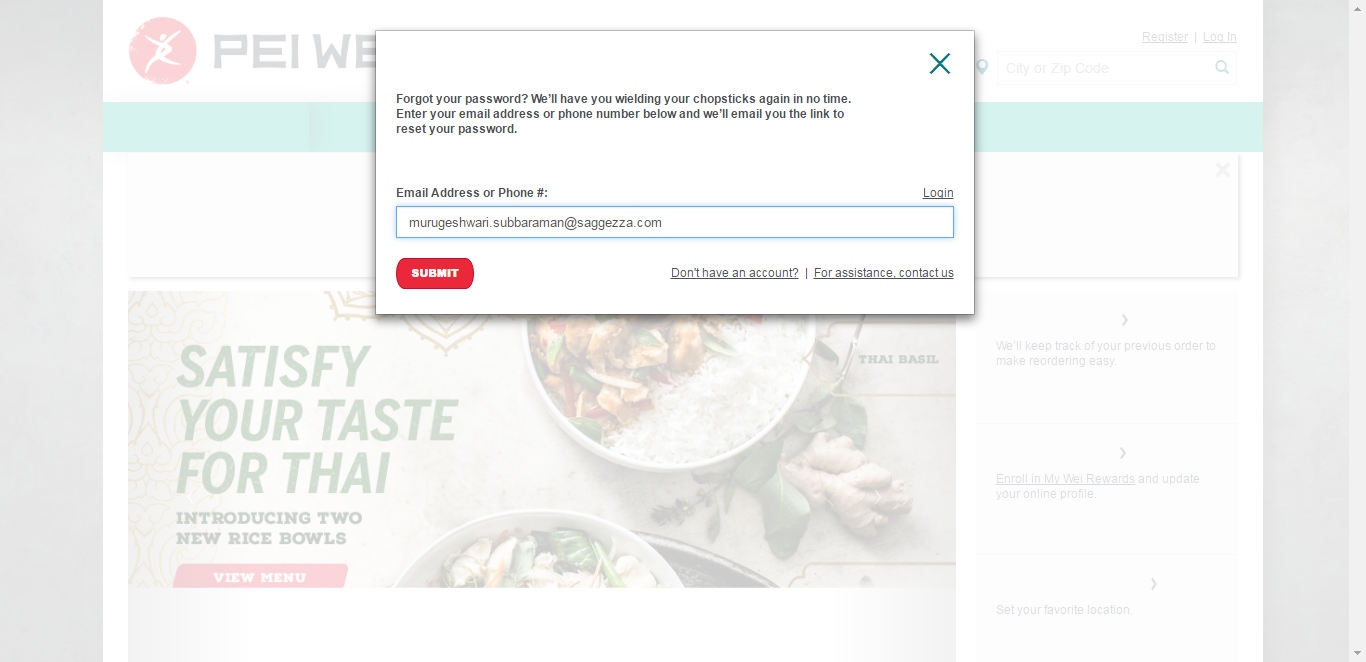 PEI WE
Register | Log In
City or Zip Code
Forgot your password? We'll have you wielding your chopsticks again in no time.
Enter your email address or phone number below and we'll email you the link to
reset your password.
Email Address or Phone #:
Login
murugeshwari.subbaraman@saggezza.com
SUBMIT
Don't have an account? | For assistance, contact us
SATISFY
YOUR TASTE
FOR THAI
INTRODUCING TWO
NEW RICE BOWLS
VIEW MENU
THAI BASIL
We'll keep track of your previous order to
make reordering easy.
Enroll in My Wei Rewards and update
your online profile.
Set your favorite location.